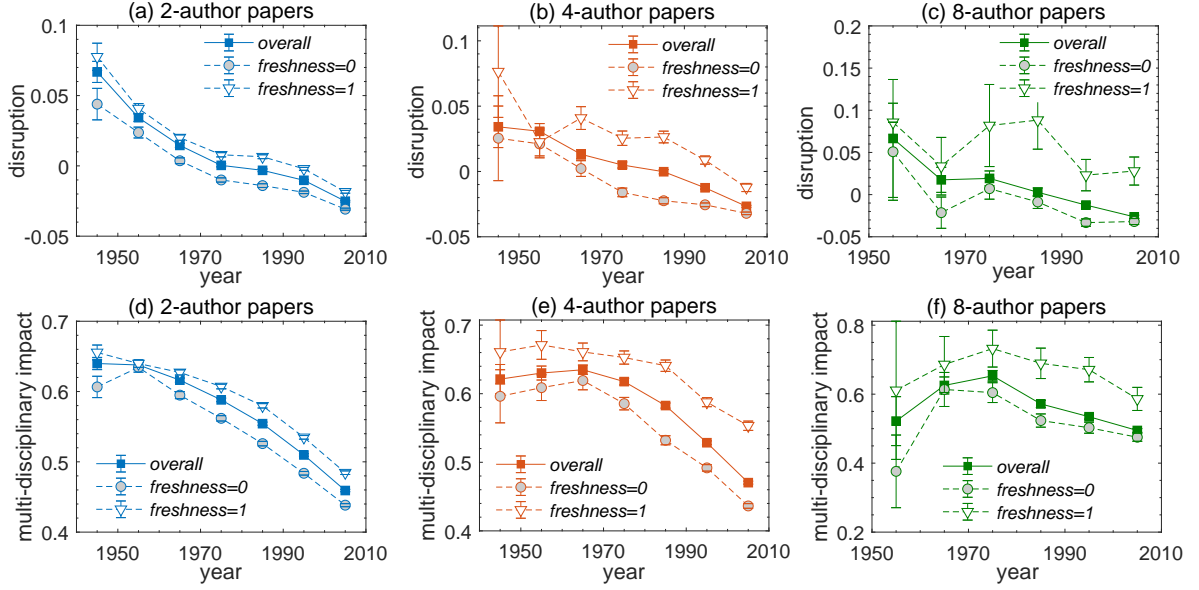 (a) 2-author papers
0.1
0.05
0
-0.05
disruption
overall
freshness=0
freshness=1
1950
1970
1990
2010
year
(b) 4-author papers
0.1
0.05
0
-0.05
disruption
overall
freshness=0
freshness=1
1950
1970
1990
2010
year
(c) 8-author papers
0.2
0.15
0.1
0.05
0
-0.05
disruption
overall
freshness=0
freshness=1
1950
1970
1990
2010
year
(d) 2-author papers
0.7
0.6
0.5
0.4
multi-disciplinary impact
overall
freshness=0
freshness=1
1950
1970
1990
2010
year
(e) 4-author papers
0.7
0.6
0.5
0.4
multi-disciplinary impact
overall
freshness=0
freshness=1
1950
1970
1990
2010
year
(f) 8-author papers
0.8
0.6
0.4
0.2
multi-disciplinary impact
overall
freshness=0
freshness=1
1950
1970
1990
2010
year